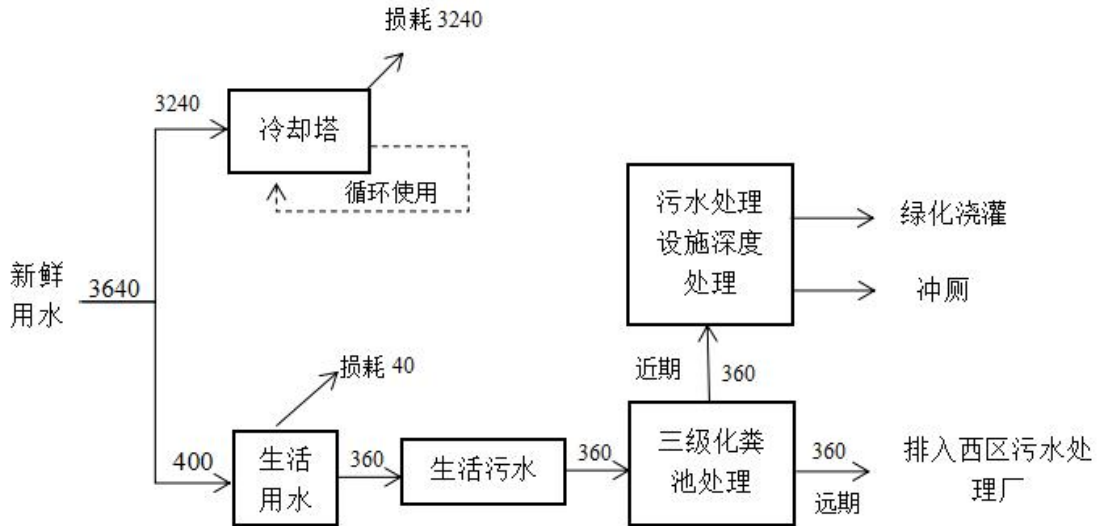 损耗 3240
3240
冷却塔
循环使用
污水处理
设施深度
处理
绿化浇灌
冲厕
新鲜
用水
3640
近期
360
损耗 40
400
生活
用水
360
生活污水
360
三级化粪
池处理
360
远期
排入西区污水处
理厂